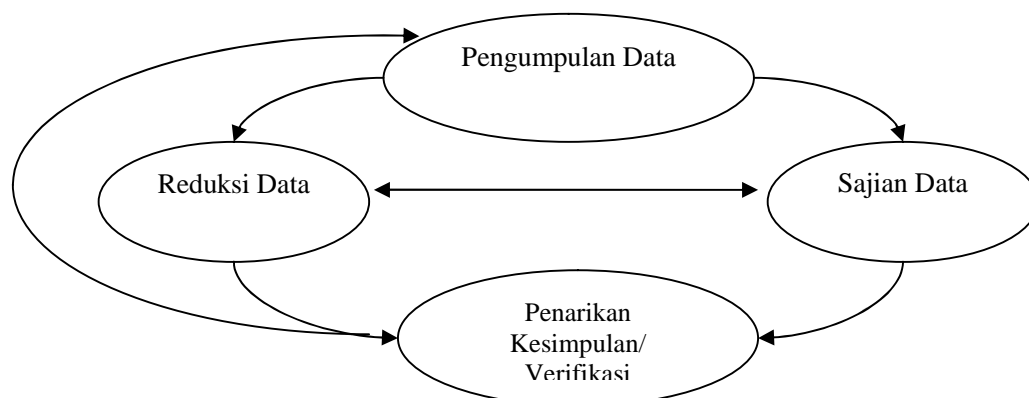 Pengumpulan Data
Reduksi Data
Sajian Data
Penarikan
Kesimpulan/
Verifikasi